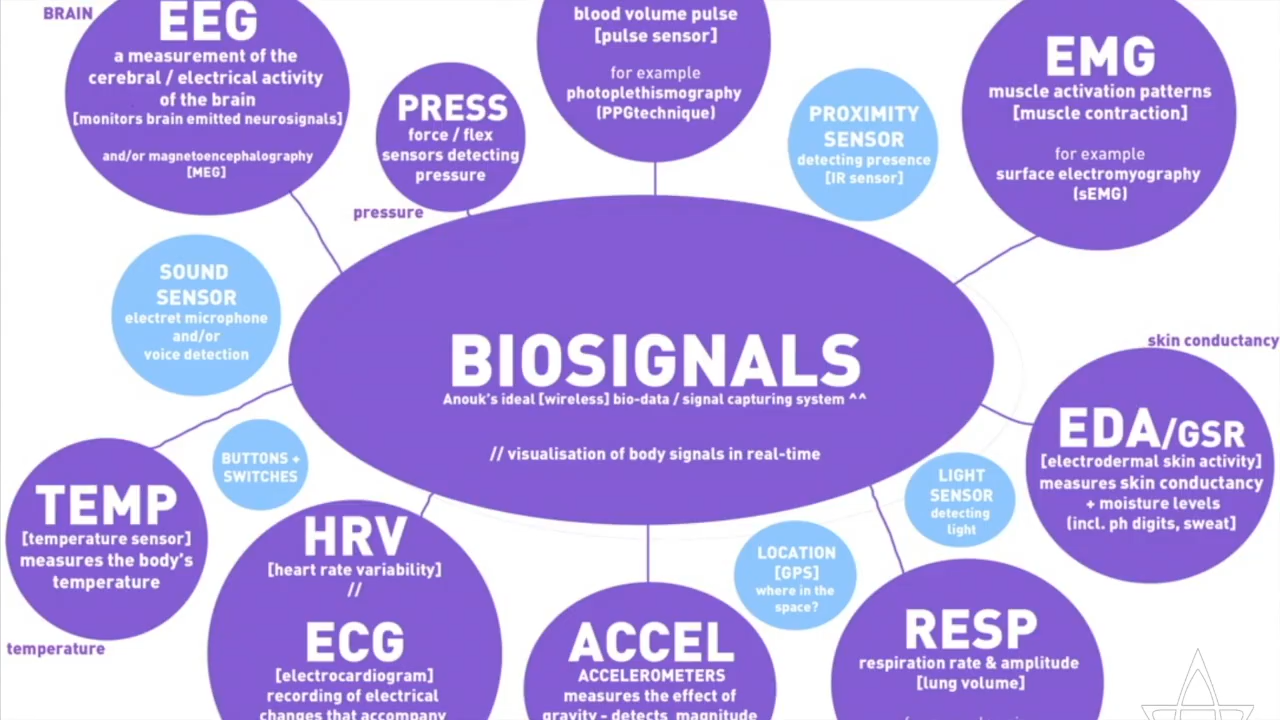 BRAIN
EEG
a measurement of the
cerebral / electrical activity
of the brain
[monitors brain emitted neurosignals]
and/or magnetoencephalography
[MEG]
PRESS
force / flex
sensors detecting
pressure
pressure
blood volume pulse
[pulse sensor]
for example
photoplethismography
(PPGtechnique)
PROXIMITY
SENSOR
detecting presence
[IR sensor]
EMG
muscle activation patterns
[muscle contraction]
for example
surface electromyography
(sEMG)
SOUND
SENSOR
electret microphone
and/or
voice detection
BIOSIGNALS
Anouk's ideal [wireless] bio-data / signal capturing system ^^
// visualisation of body signals in real-time
skin conductancy
EDA/GSR
[electrodermal skin activity]
measures skin conductancy
+ moisture levels
(incl. ph digits, sweat]
BUTTONS +
SWITCHES
TEMP
[temperature sensor]
measures the body's
temperature
temperature
HRV
[heart rate variability]
//
ECG
[electrocardiogram]
recording of electrical
changes that accompany
ACCEL
ACCELEROMETERS
measures the effect of
gravity - detects magnitude
LOCATION
[GPS]
where in the
space?
LIGHT
SENSOR
detecting
light
RESP
respiration rate & amplitude
[lung volume]